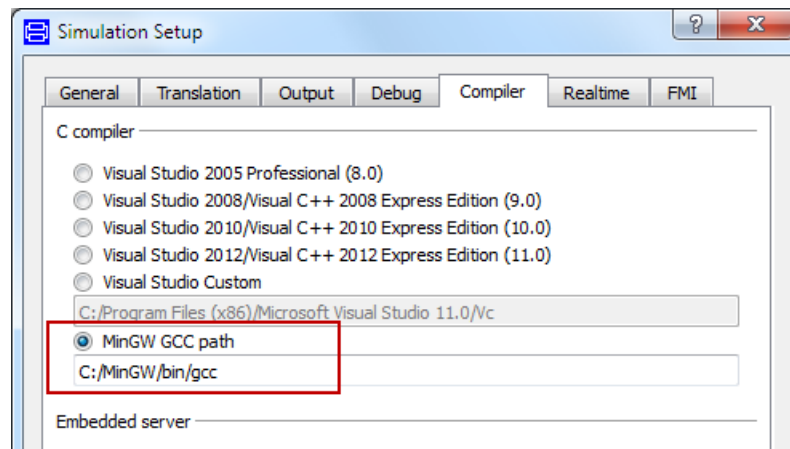 Simulation Setup
General Translation Output Debug Compiler Realtime FMI
C compiler
Visual Studio 2005 Professional (8.0)
Visual Studio 2008/Visual C++ 2008 Express Edition (9.0)
Visual Studio 2010/Visual C++ 2010 Express Edition (10.0)
Visual Studio 2012/Visual C++ 2012 Express Edition (11.0)
Visual Studio Custom
C:/Program Files (x86)/Microsoft Visual Studio 11.0/Vc
MinGW GCC path
C:/MinGW/bin/gcc
Embedded server